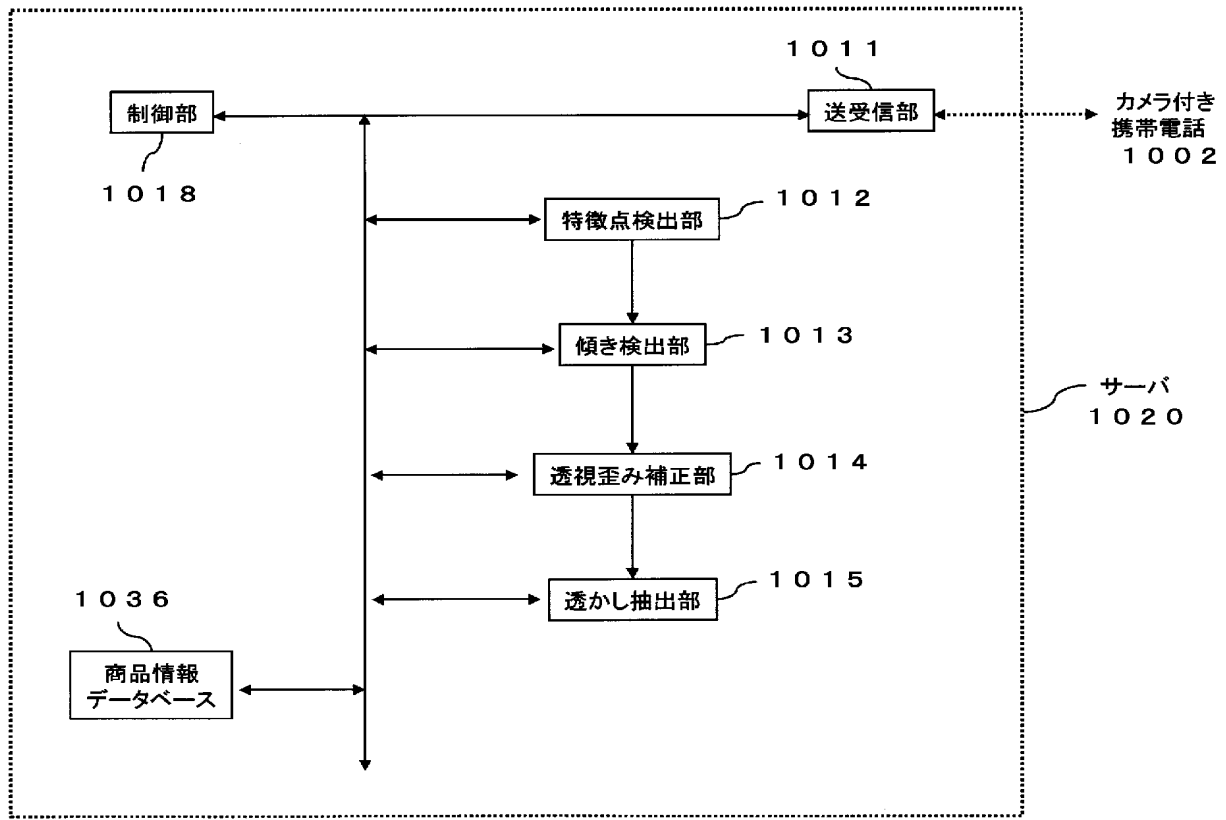 １０１１
制御部
送受信部
カメラ付き
携帯電話
１００２
１０１８
特徴点検出部
１０１２
傾き検出部
１０１３
サーバ
１０２０
透視歪み補正部
１０１４
透かし抽出部
１０１５
１０３６
商品情報
データベース